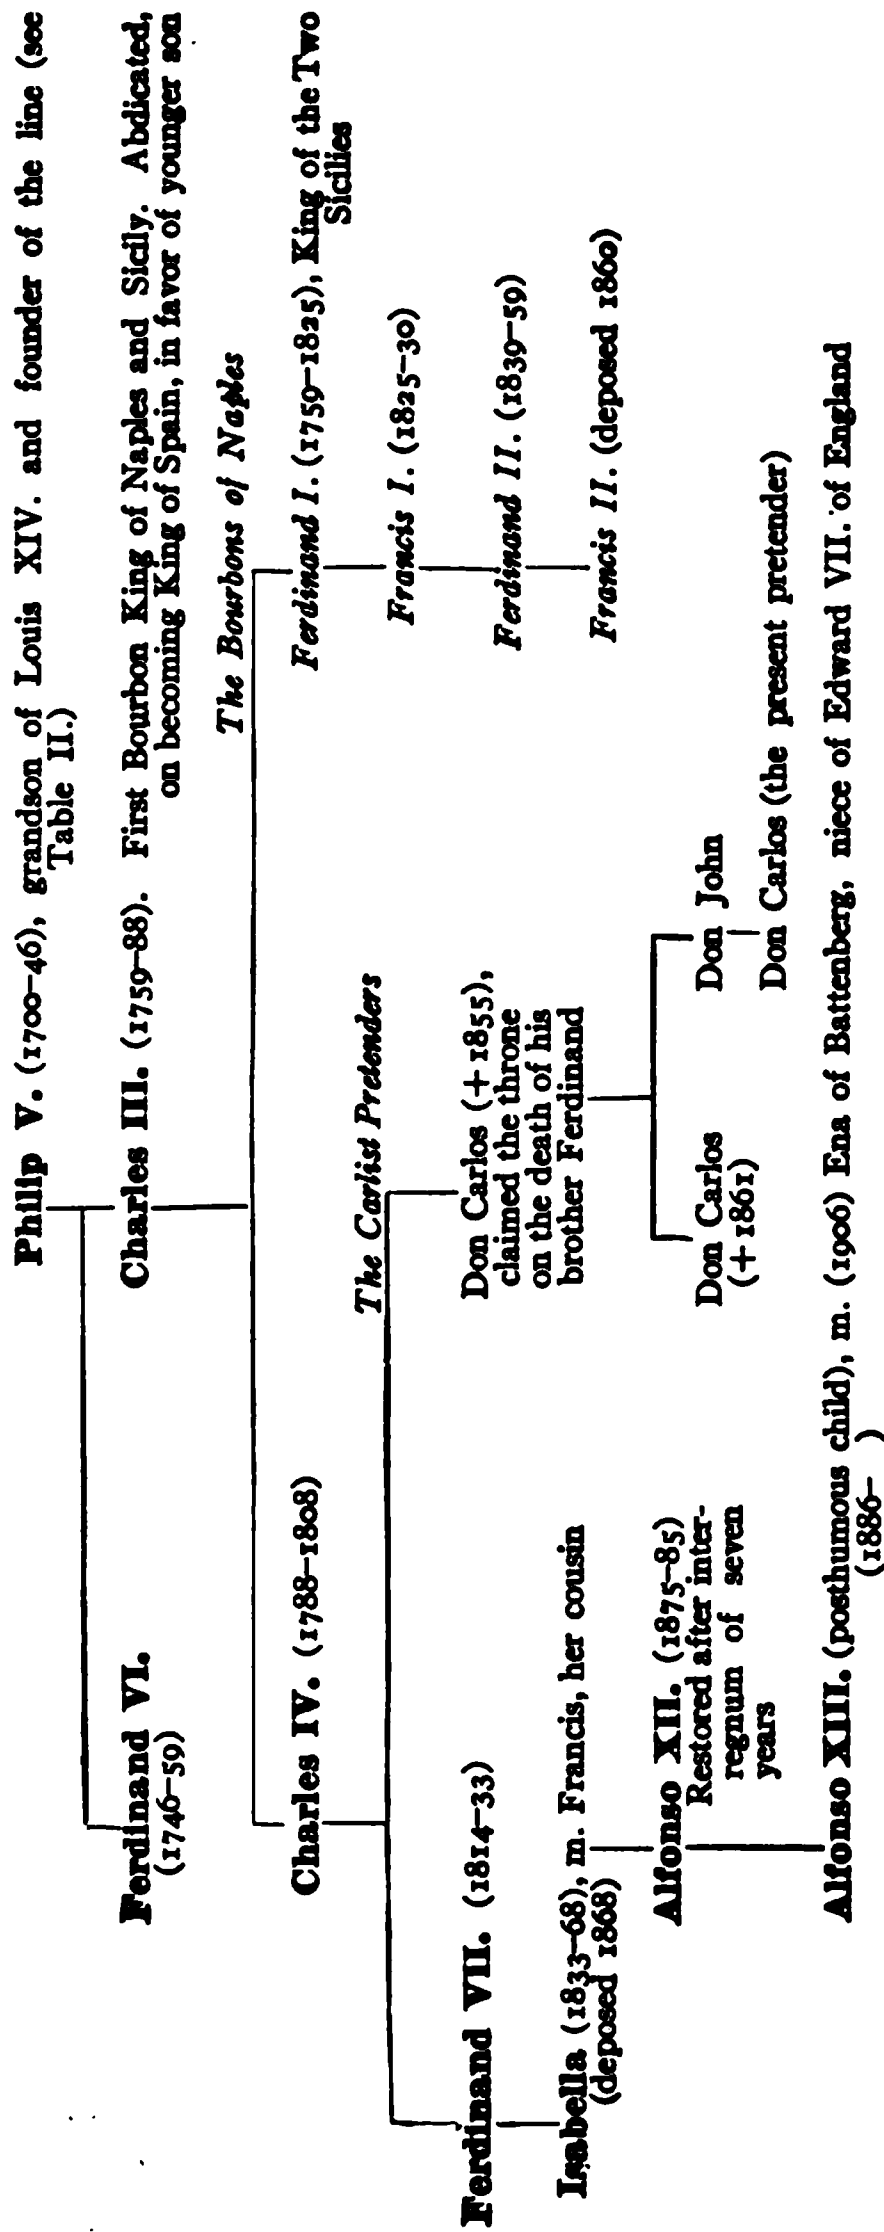 Philip V. (1700-46), grandson of Louis XIV. and founder of the line (see
Table II.)
Ferdinand VI.
(1746-59)
Charles III. (1759-88). First Bourbon King of Naples and Sicily. Abdicated,
on becoming King of Spain, in favor of younger son
The Bourbons of Naples
Charles IV. (1788-1808)
Ferdinand I. (1759-1825), King of the Two
Sicilies
The Carlist Pretenders
Francis I. (1825-30)
Ferdinand VII. (1814-33)
Don Carlos (+1855),
claimed the throne
on the death of his
brother Ferdinand
Ferdinand II. (1839-59)
Isabella (1833-68), m. Francis, her cousin
(deposed 1868)
Francis II. (deposed 1860)
Alfonso XII. (1875-85)
Restored after inter-
regnum of seven
years
Don Carlos
(+1861)
Don John
Don Carlos (the present pretender)
Alfonso XIII. (posthumous child), m. (1906) Ena of Battenberg, niece of Edward VII. of England
(1886- )